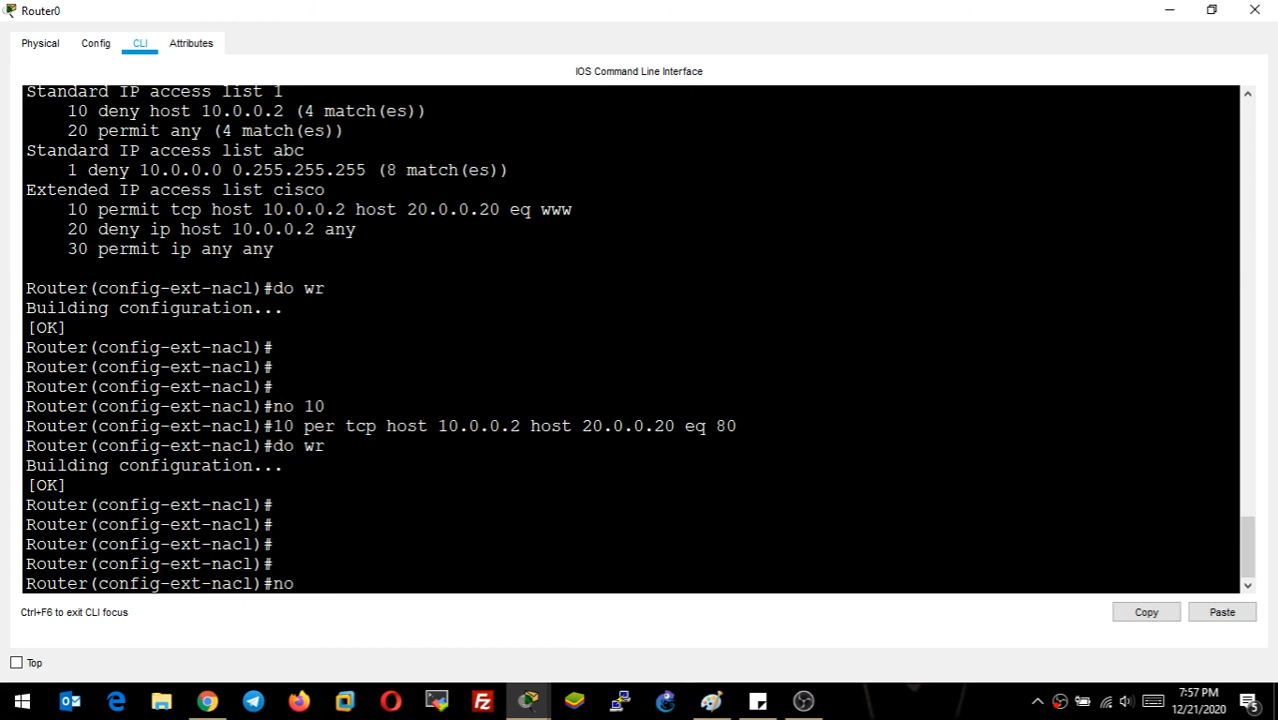 Router0
Physical Config CLI Attributes
IOS Command Line Interface
Standard IP access list 1
10 deny host 10.0.0.2 (4 match(es))
20 permit any (4 match(es))
Standard IP access list abc
1 deny 10.0.0.0 0.255.255.255 (8 match(es))
Extended IP access list cisco
10 permit tcp host 10.0.0.2 host 20.0.0.20 eq www
20 deny ip host 10.0.0.2 any
30 permit ip any any
Router(config-ext-nacl)#do wr
Building configuration...
[OK]
Router(config-ext-nacl)#
Router(config-ext-nacl)#
Router(config-ext-nacl)#
Router(config-ext-nacl)#no 10
Router(config-ext-nacl)#10 per tcp host 10.0.0.2 host 20.0.0.20 eq 80
Router(config-ext-nacl)#do wr
Building configuration...
[OK]
Router(config-ext-nacl)#
Router(config-ext-nacl)#
Router(config-ext-nacl)#
Router(config-ext-nacl)#
Router(config-ext-nacl)#no
Ctrl+F6 to exit CLI focus
Copy Paste
Top
7:57 PM
12/21/2020
5